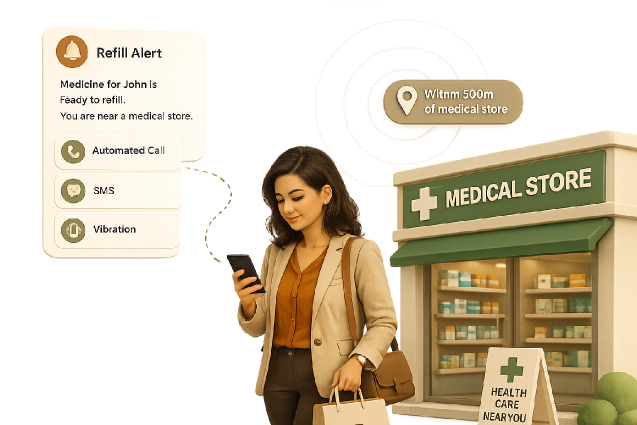 Refill Alert
Medicine for John is
Ready to refill.
You are near a medical store.
Automated Call
SMS
Vibration
Witnm 500m
of medical store
MEDICAL STORE
HEALTH
CARE
NEAR YOU